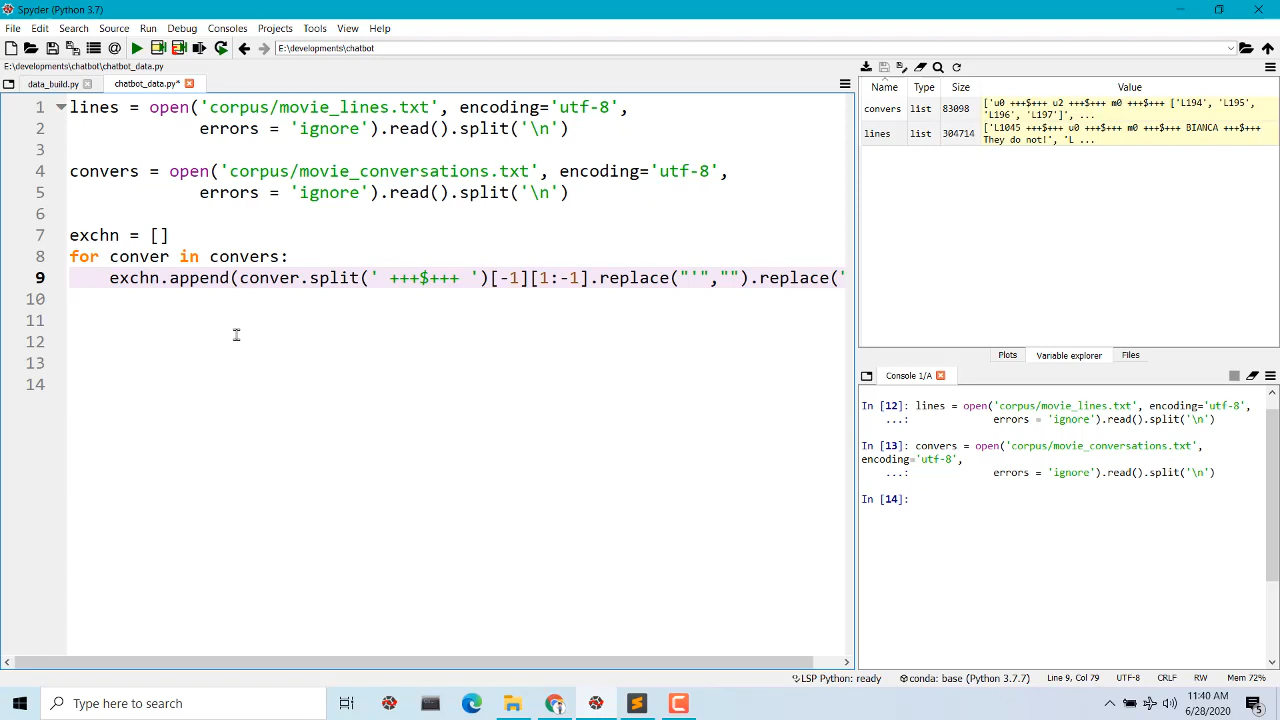 Spyder (Python 3.7)
File Edit Search Source Run Debug Consoles Projects Tools View Help
E:\developments\chatbot
E:\developments\chatbot\chatbot_data.py
data_build.py chatbot_data.py*
1 lines = open('corpus/movie_lines.txt', encoding='utf-8',
2 errors = 'ignore').read().split('\n')
3
4 convers = open('corpus/movie_conversations.txt', encoding='utf-8',
5 errors = 'ignore').read().split('\n')
6
7 exchn = []
8 for conver in convers:
9 exchn.append(conver.split(' +++$+++ ')[-1][1:-1].replace("'","").replace('
10
11
12
13
14
Name Type Size Value
convers list 83098 ['u0 +++$+++ u2 +++$+++ m0 +++$+++ ['L194', 'L195',
'L196', 'L197']', ...
lines list 304714 ['L1045 +++$+++ u0 +++$+++ m0 +++$+++ BIANCA +++$+++
They do not!', 'L ...
Plots Variable explorer Files
Console 1/A
In [12]: lines = open('corpus/movie_lines.txt', encoding='utf-8',
...: errors = 'ignore').read().split('\n')
In [13]: convers = open('corpus/movie_conversations.txt',
encoding='utf-8',
...: errors = 'ignore').read().split('\n')
In [14]:
LSP Python: ready conda: base (Python 3.7.7) Line 9, Col 79 UTF-8 CRLF RW Mem 72%
Type here to search
11:40 AM
6/28/2020
5